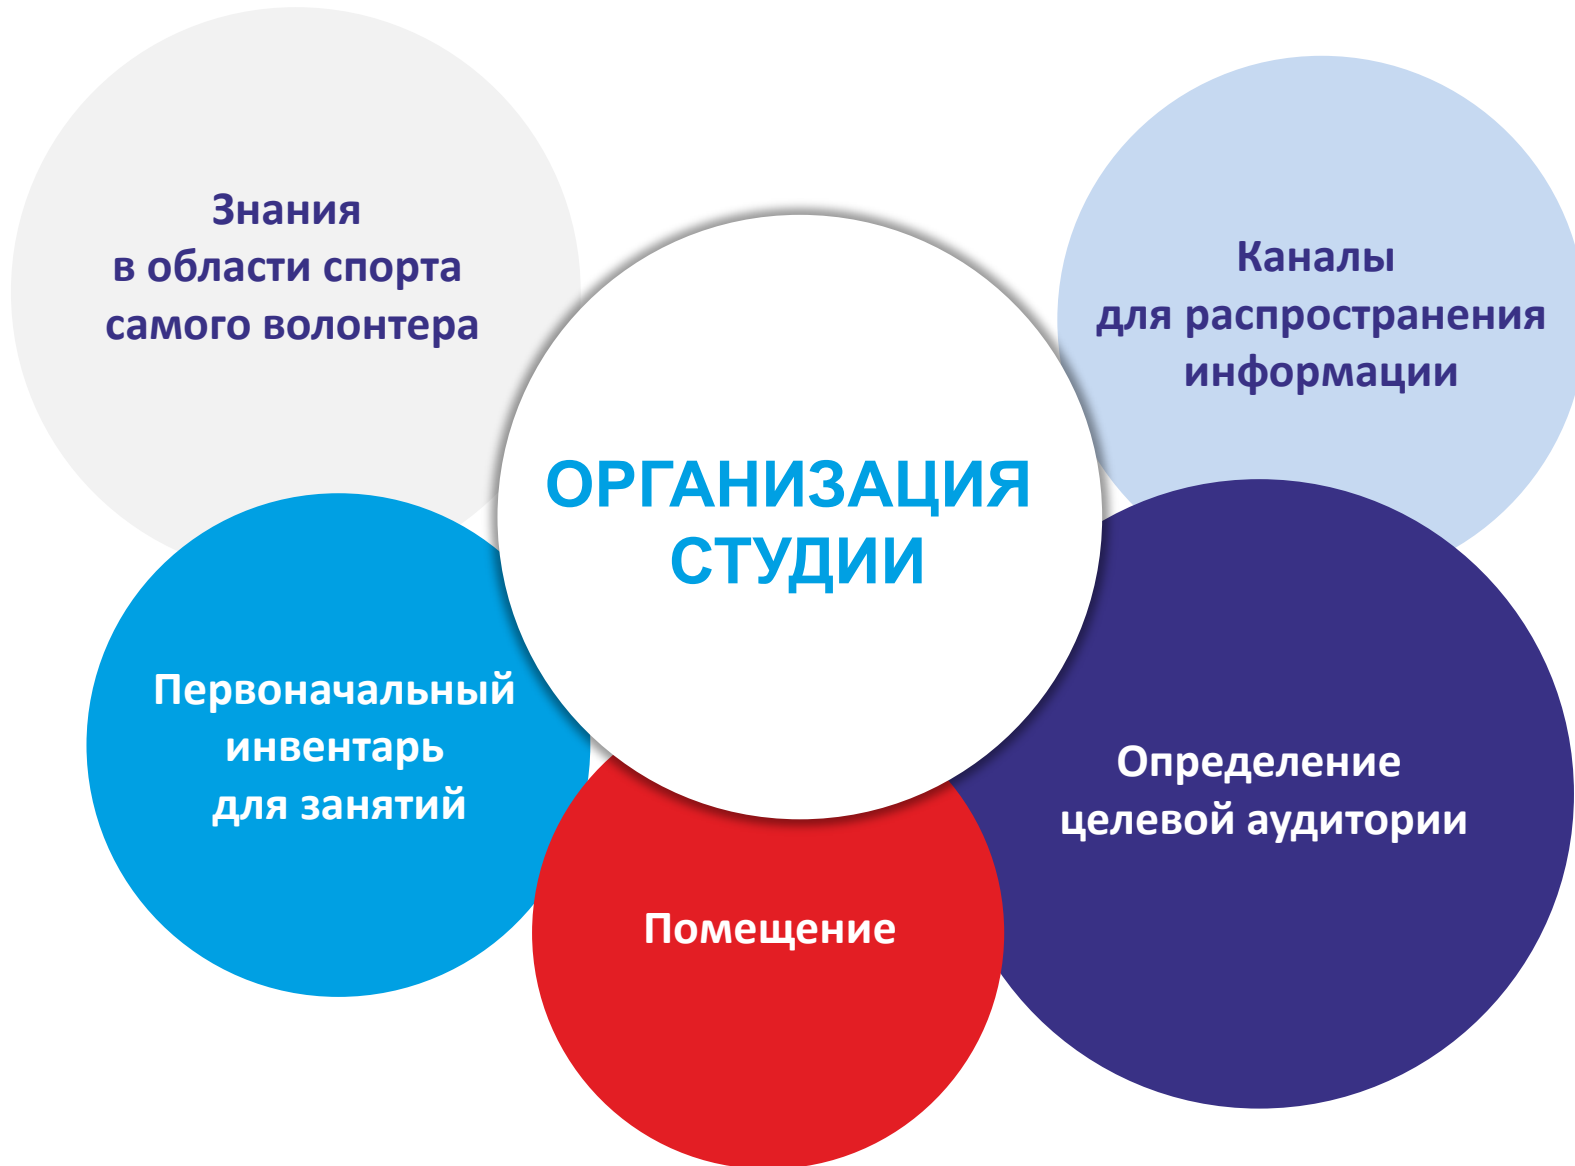 Знания
в области спорта
самого волонтера
Каналы
для распространения
информации
ОРГАНИЗАЦИЯ
СТУДИИ
Первоначальный
инвентарь
для занятий
Определение
целевой аудитории
Помещение